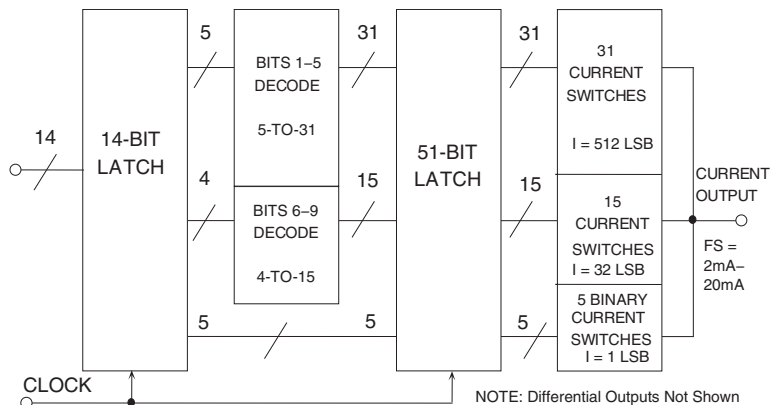 14
14-BIT
LATCH
5
4
5
BITS 1–5
DECODE
5-TO-31
BITS 6–9
DECODE
4-TO-15
31
15
5
51-BIT
LATCH
31
15
5
31
CURRENT
SWITCHES
I = 512 LSB
15
CURRENT
SWITCHES
I = 32 LSB
5 BINARY
CURRENT
SWITCHES
I = 1 LSB
CURRENT
OUTPUT
FS =
2mA–
20mA
CLOCK
NOTE: Differential Outputs Not Shown